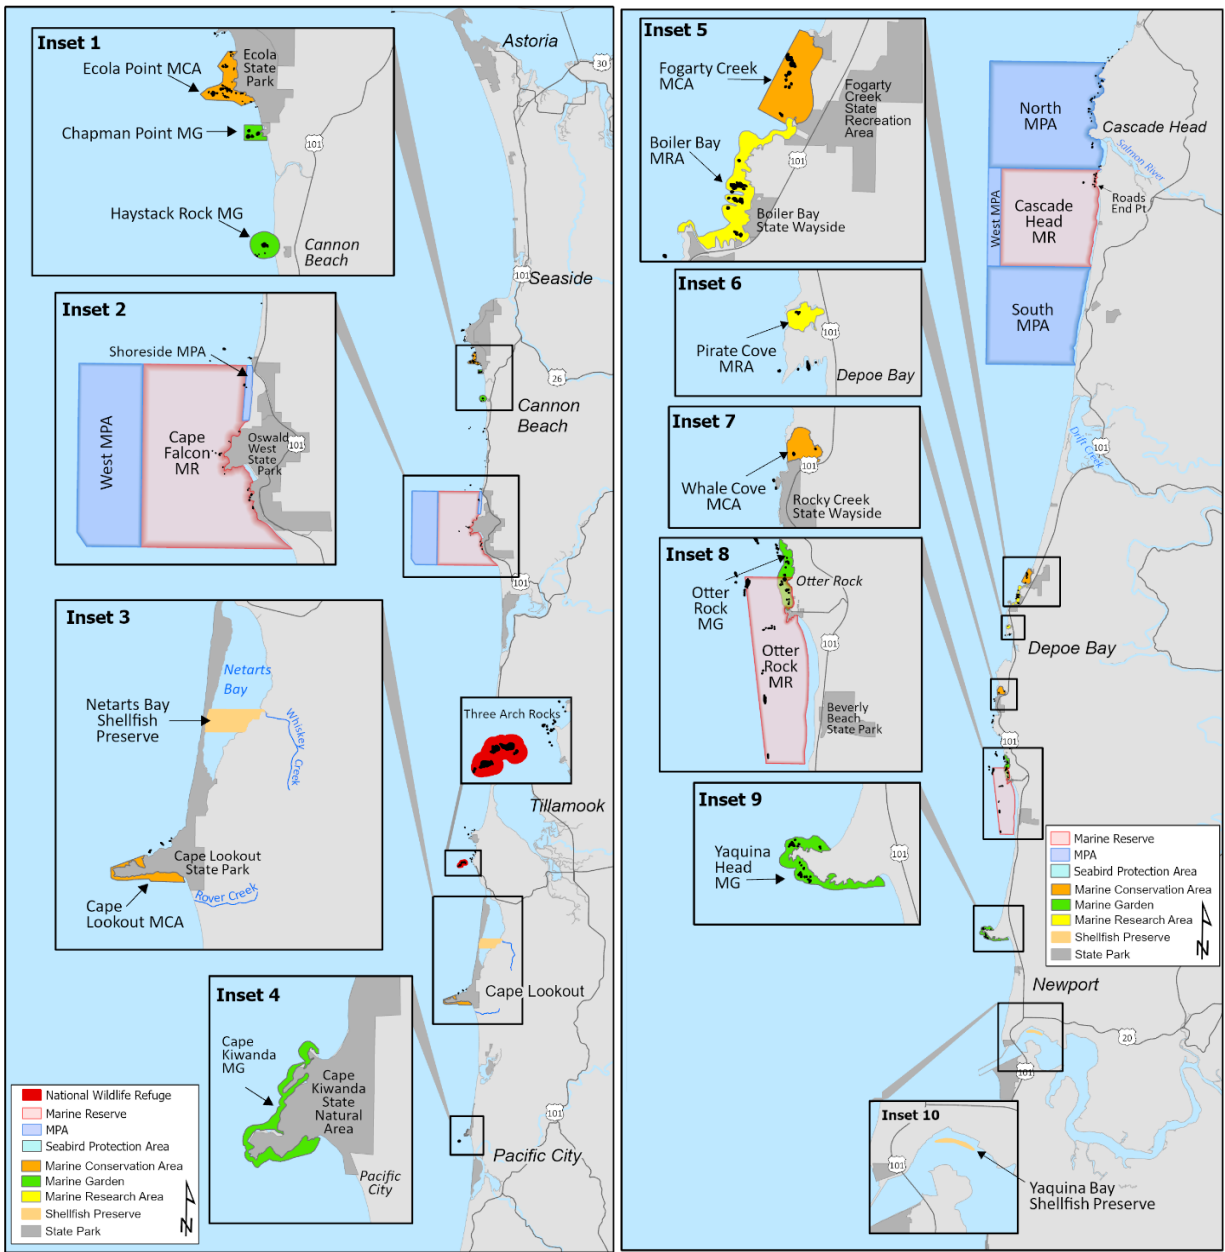 Inset 1
Ecola Point MCA
Ecola
State
Park
Chapman Point MG
101
Haystack Rock MG
Cannon
Beach
Astoria
30
101
Seaside
26
Cannon
Beach
Inset 2
Shoreside MPA
West MPA
Cape
Falcon
MR
Oswald
West
State
Park
101
101
Inset 3
Netarts
Bay
Netarts Bay
Shellfish
Preserve
Whiskey
Creek
Cape Lookout
State Park
Cape
Lookout MCA
Rover Creek
Three Arch Rocks
Tillamook
Cape Lookout
Inset 4
Cape
Kiwanda
MG
Cape
Kiwanda
State
Natural
Area
Pacific
City
101
Pacific City
National Wildlife Refuge
Marine Reserve
MPA
Seabird Protection Area
Marine Conservation Area
Marine Garden
Marine Research Area
Shellfish Preserve
State Park
N
Inset 5
Fogarty Creek
MCA
Fogarty
Creek
State
Recreation
Area
Boiler Bay
MRA
101
Boiler Bay
State Wayside
North
MPA
Cascade Head
Salmon River
West MPA
Cascade
Head
MR
Roads
End Pt
South
MPA
Inset 6
Pirate Cove
MRA
101
Depoe Bay
Inset 7
Whale Cove
MCA
101
Rocky Creek
State Wayside
101
Drift Creek
Inset 8
Otter Rock
Otter
Rock
MG
101
Otter
Rock
MR
Beverly
Beach
State Park
Depoe Bay
101
Inset 9
Yaquina
Head
MG
101
Marine Reserve
MPA
Seabird Protection Area
Marine Conservation Area
Marine Garden
Marine Research Area
Shellfish Preserve
State Park
N
Newport
20
101
Inset 10
101
Yaquina Bay
Shellfish Preserve